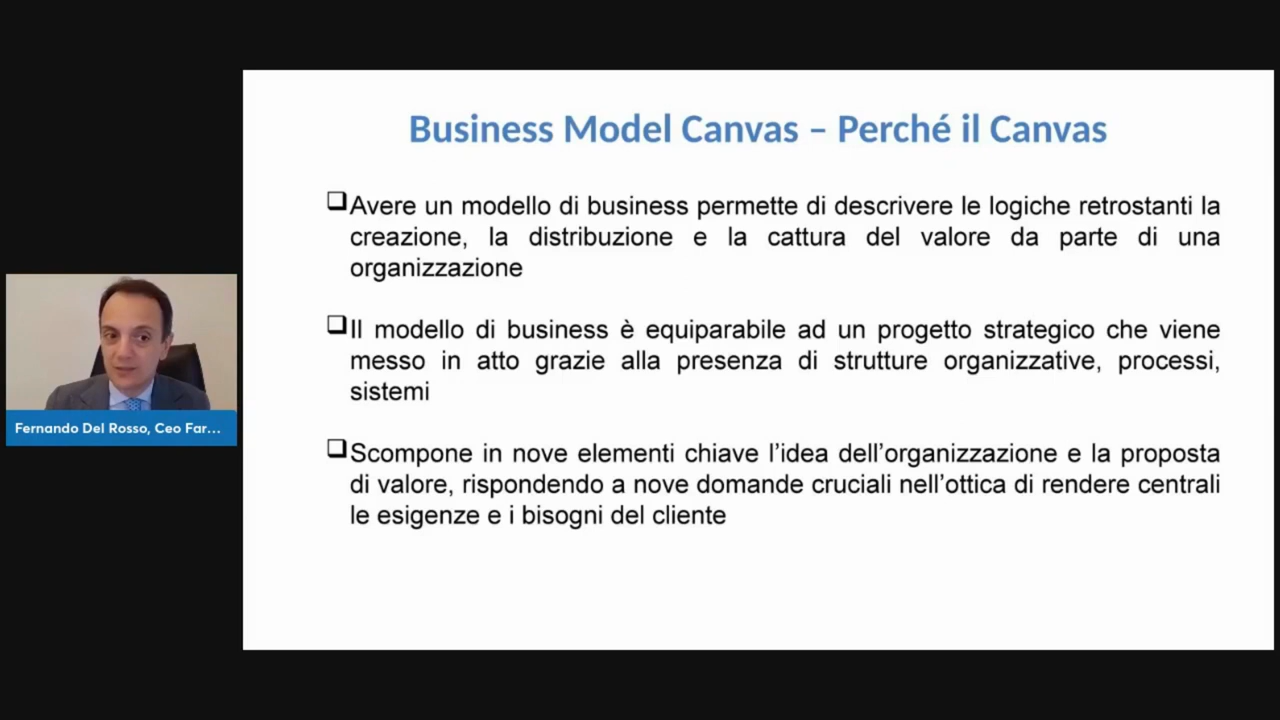 Business Model Canvas – Perché il Canvas
Avere un modello di business permette di descrivere le logiche retrostanti la
creazione, la distribuzione e la cattura del valore da parte di una
organizzazione
Il modello di business è equiparabile ad un progetto strategico che viene
messo in atto grazie alla presenza di strutture organizzative, processi,
sistemi
Scompone in nove elementi chiave l’idea dell’organizzazione e la proposta
di valore, rispondendo a nove domande cruciali nell’ottica di rendere centrali
le esigenze e i bisogni del cliente
Fernando Del Rosso, Ceo Far...